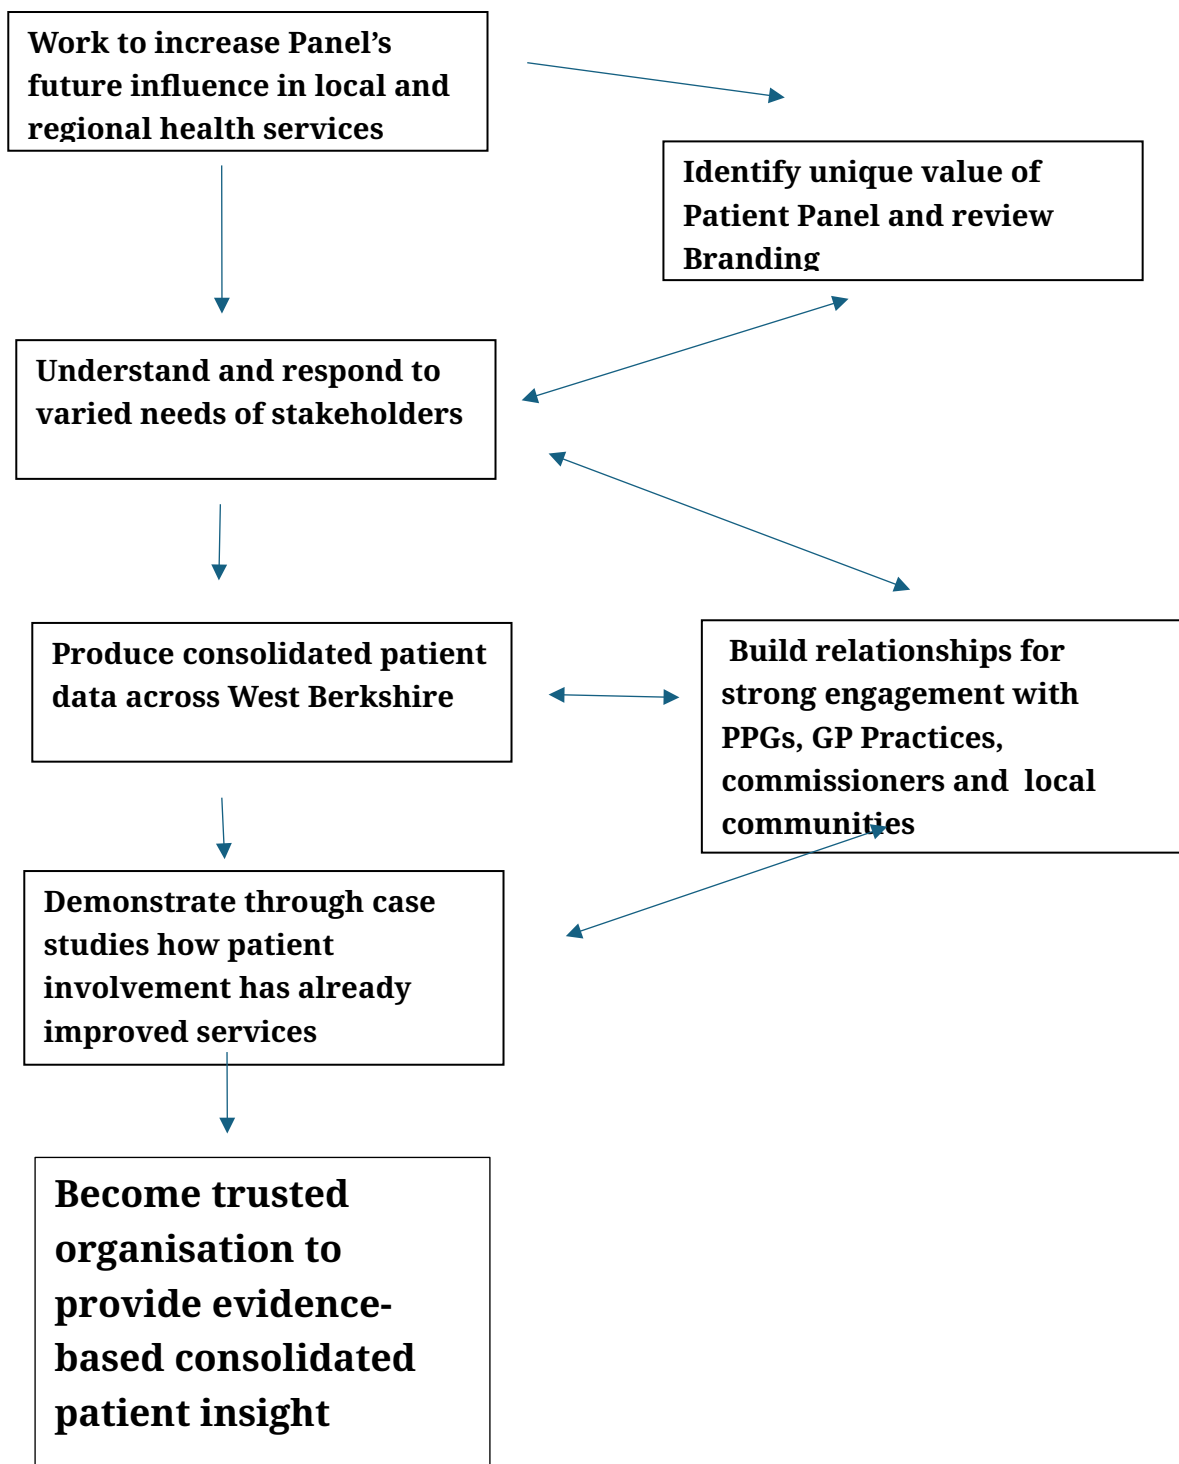 Work to increase Panel’s
future influence in local and
regional health services
Identify unique value of
Patient Panel and review
Branding
Understand and respond to
varied needs of stakeholders
Produce consolidated patient
data across West Berkshire
Build relationships for
strong engagement with
PPGs, GP Practices,
commissioners and  local
communities
Demonstrate through case
studies how patient
involvement has already
improved services
Become trusted
organisation to
provide evidence-
based consolidated
patient insight